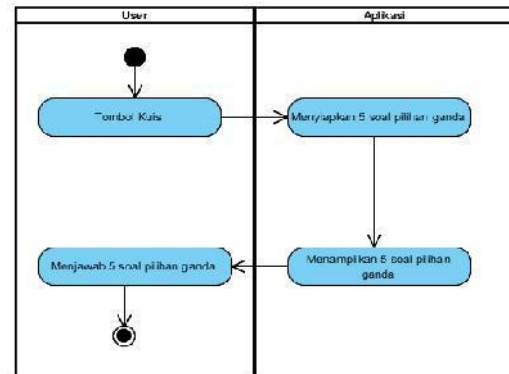 User
Aplikasi
Tombol Kuis
Menyiapkan 5 soal pilihan ganda
Menjawab 5 soal pilihan ganda
Menampilkan 5 soal pilihan
ganda